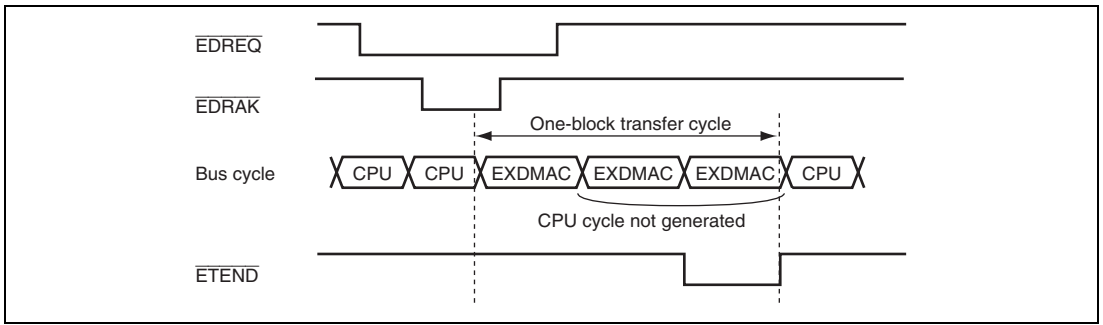 EDREQ
EDRAK
One-block transfer cycle
Bus cycle CPU CPU EXDMAC EXDMAC EXDMAC CPU
CPU cycle not generated
ETEND